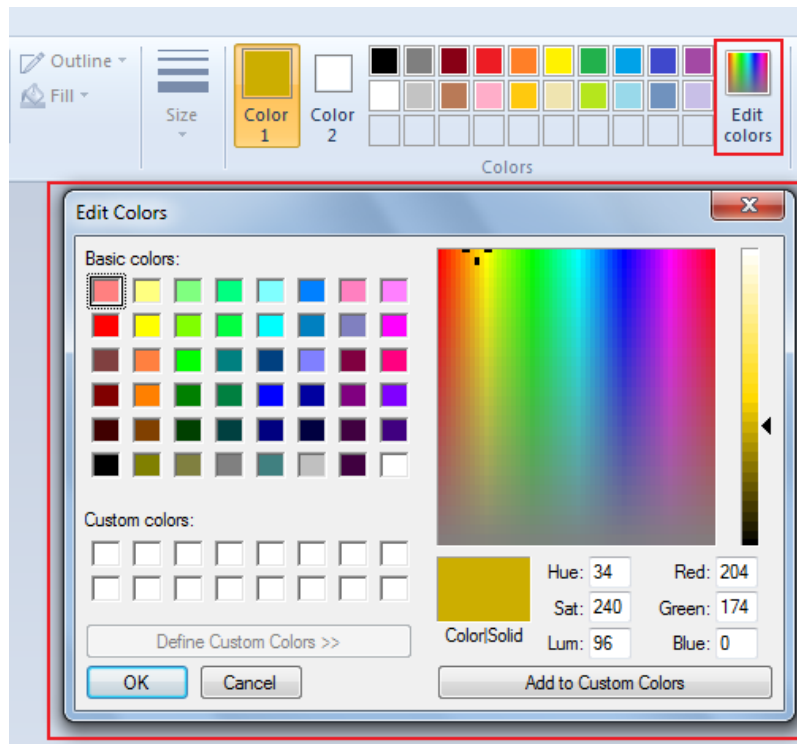 Outline
Fill
Size
Color 1
Color 2
Edit colors
Colors
Edit Colors
Basic colors:
Custom colors:
Define Custom Colors >>
OK
Cancel
Color|Solid
Hue: 34
Sat: 240
Lum: 96
Red: 204
Green: 174
Blue: 0
Add to Custom Colors